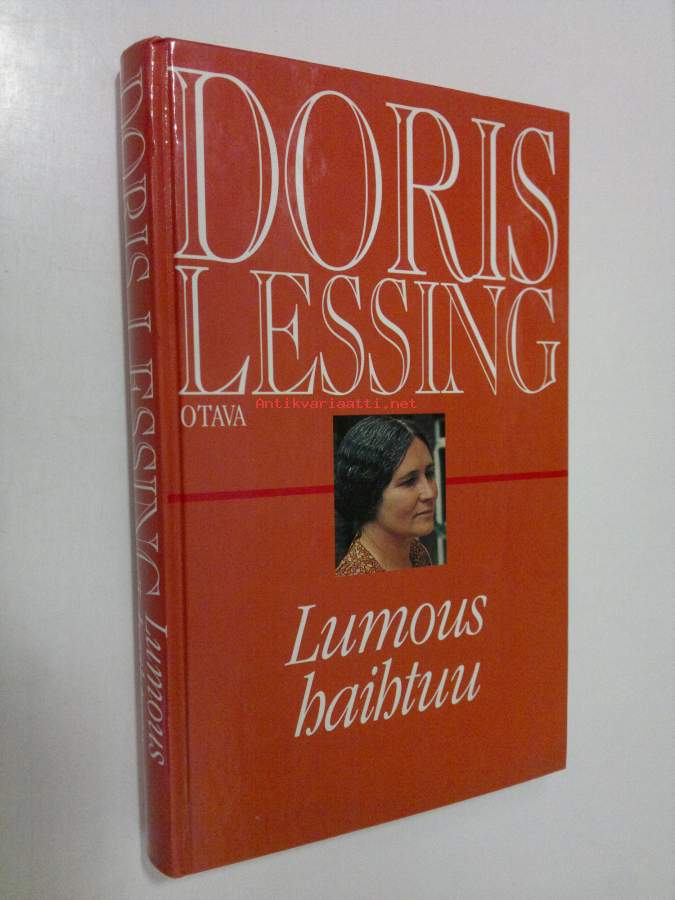 DORIS
LESSING
OTAVA
Antikvariaatti.net
Lumous
haihtuu
DORIS LESSING Lumous